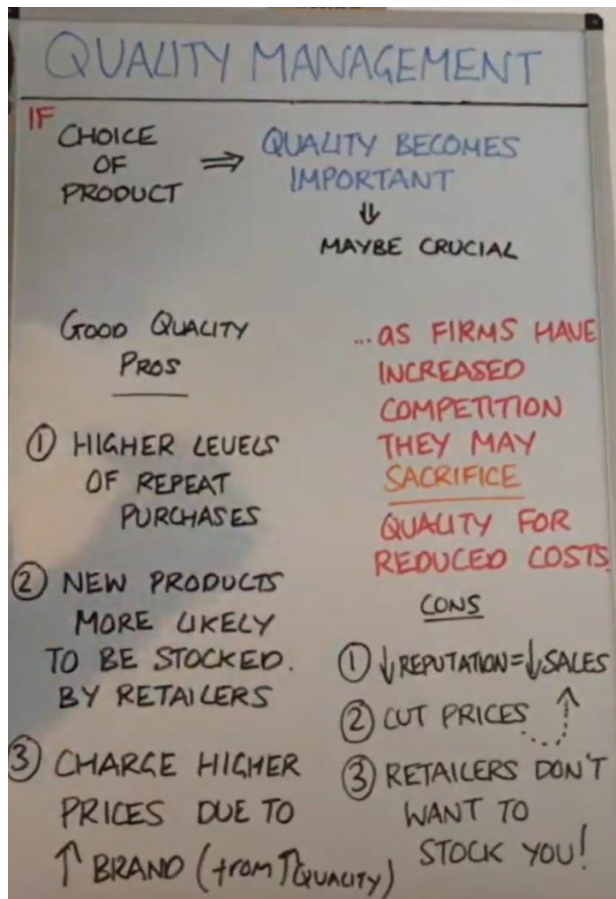 QUALITY MANAGEMENT
IF
CHOICE
OF
PRODUCT
⇒
QUALITY BECOMES
IMPORTANT
⇓
MAYBE CRUCIAL
GOOD QUALITY
PROS
① HIGHER LEVELS
OF REPEAT
PURCHASES
② NEW PRODUCTS
MORE LIKELY
TO BE STOCKED.
BY RETAILERS
③ CHARGE HIGHER
PRICES DUE TO
↑ BRAND (from ↑QUALITY)
...AS FIRMS HAVE
INCREASED
COMPETITION
THEY MAY
SACRIFICE
QUALITY FOR
REDUCED COSTS.
CONS
① ↓REPUTATION=↓SALES
② CUT PRICES
③ RETAILERS DON'T
WANT TO
STOCK YOU!